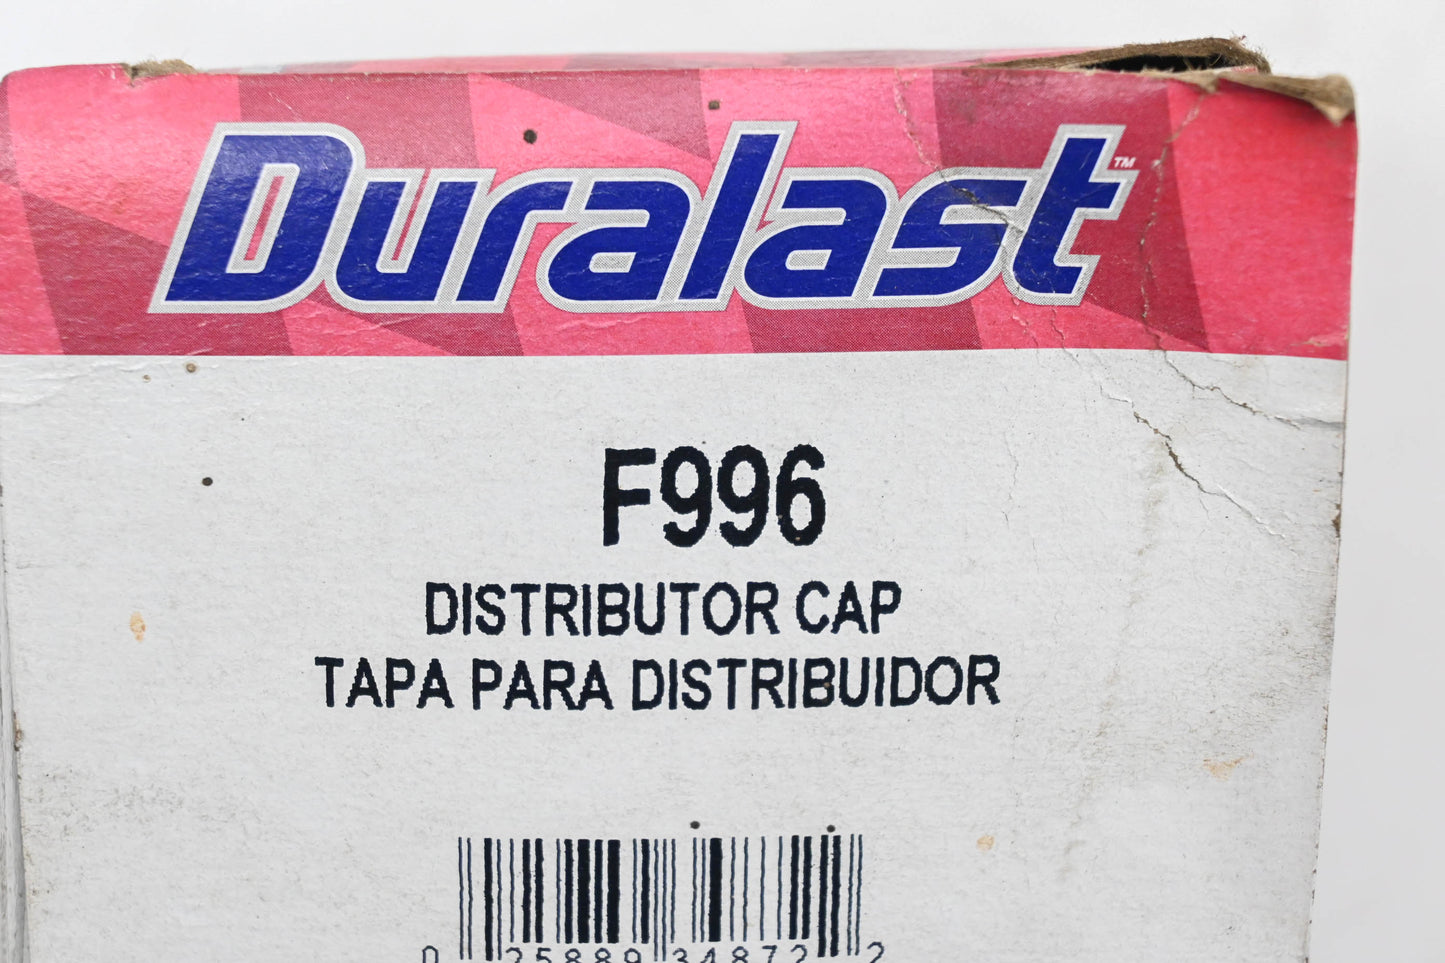 Duralast™
F996
DISTRIBUTOR CAP
TAPA PARA DISTRIBUIDOR
0 25889 34872 2